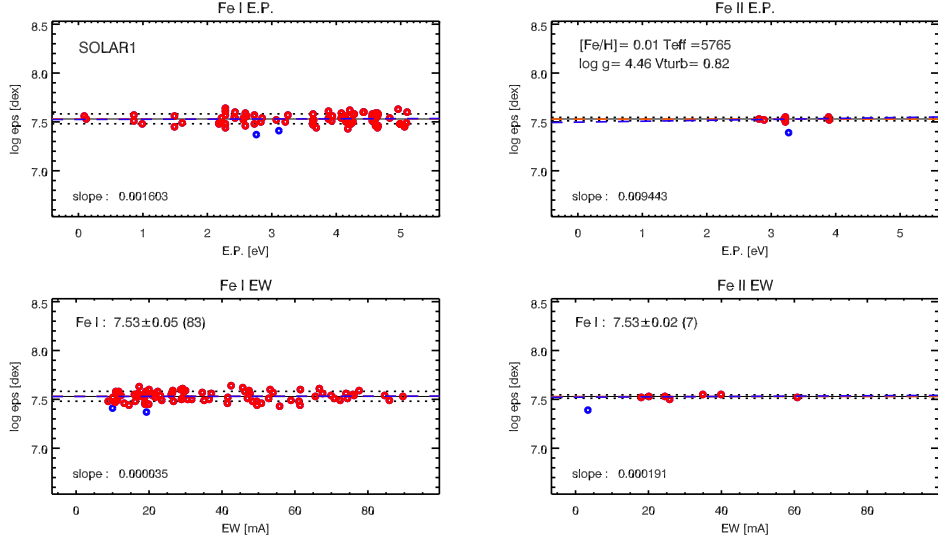 Fe I E.P.
8.5
8.0
7.5
7.0
log eps [dex]
SOLAR1
slope : 0.001603
0 1 2 3 4 5
E.P. [eV]
Fe II E.P.
8.5
8.0
7.5
7.0
log eps [dex]
[Fe/H]= 0.01 Teff =5765
log g= 4.46 Vturb= 0.82
slope : 0.009443
0 1 2 3 4 5
E.P. [eV]
Fe I EW
8.5
8.0
7.5
7.0
log eps [dex]
Fe I : 7.53±0.05 (83)
slope : 0.000035
0 20 40 60 80
EW [mA]
Fe II EW
8.5
8.0
7.5
7.0
log eps [dex]
Fe I : 7.53±0.02 (7)
slope : 0.000191
0 20 40 60 80
EW [mA]